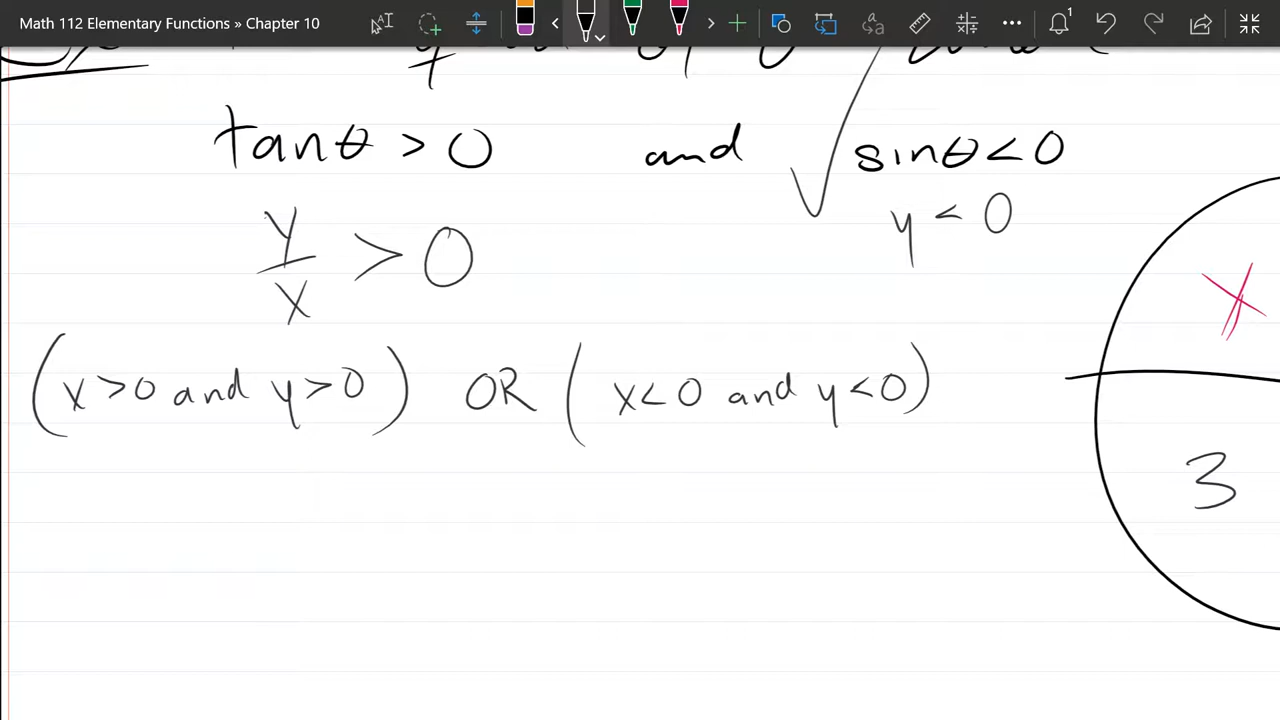 Math 112 Elementary Functions » Chapter 10
tanθ > 0 and sinθ < 0
y/x > 0 y < 0
(x > 0 and y > 0) OR (x < 0 and y < 0)
3